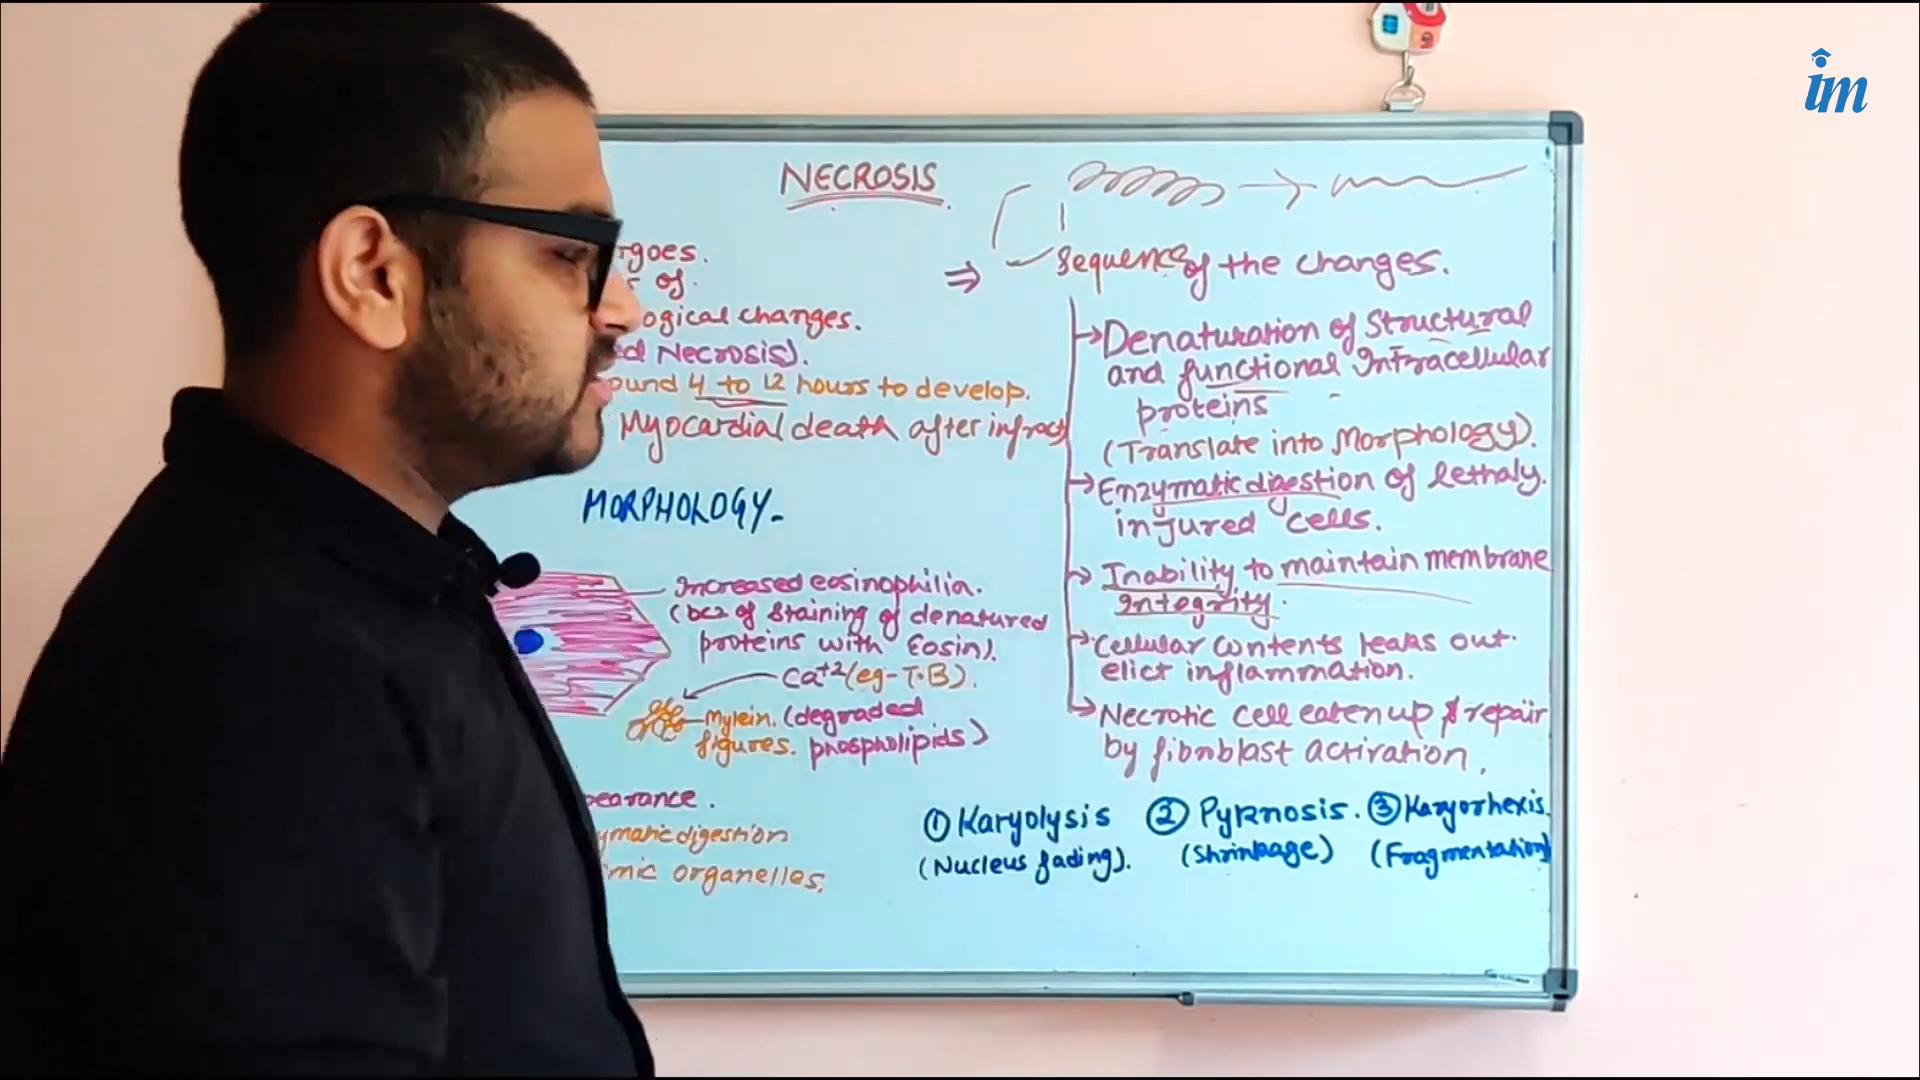 im
NECROSIS
rgoes.
of.
ogical changes.
ed Necrosis).
ound 4 to 12 hours to develop.
Myocardial death after infract
MORPHOLOGY-
Increased eosinophilia.
(bcz of staining of denatured
proteins with Eosin).
Ca+2 (eg-T.B).
Mylein. (degraded
figures. phospholipids)
pearance.
ymatic digestion
mic organelles.
⇒ Sequence of the changes.
→ Denaturation of Structural
and functional Intracellular
proteins
(Translate into Morphology).
→ Enzymatic digestion of lethaly.
injured cells.
→ Inability to maintain membrane
integrity.
→ Cellular contents leaks out.
elict inflammation.
→ Necrotic cell eaten up & repair
by fibroblast activation.
① Karyolysis ② Pyknosis. ③ Karyorhexis.
(Nucleus fading). (Shrinkage) (Fragmentation)